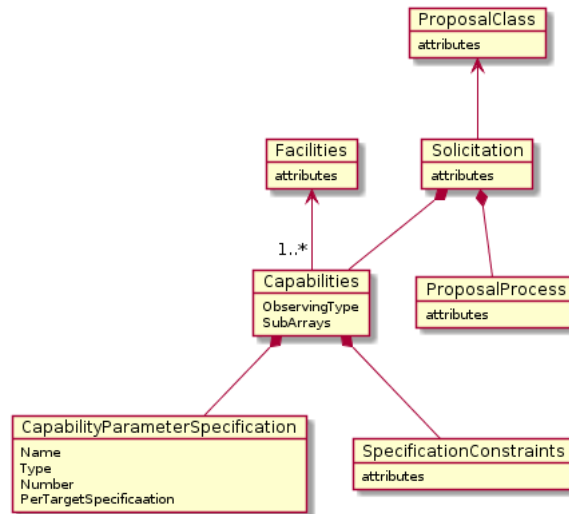 ProposalClass
attributes
Facilities
attributes
Solicitation
attributes
1..*
Capabilities
ObservingType
SubArrays
ProposalProcess
attributes
CapabilityParameterSpecification
Name
Type
Number
PerTargetSpecificaation
SpecificationConstraints
attributes